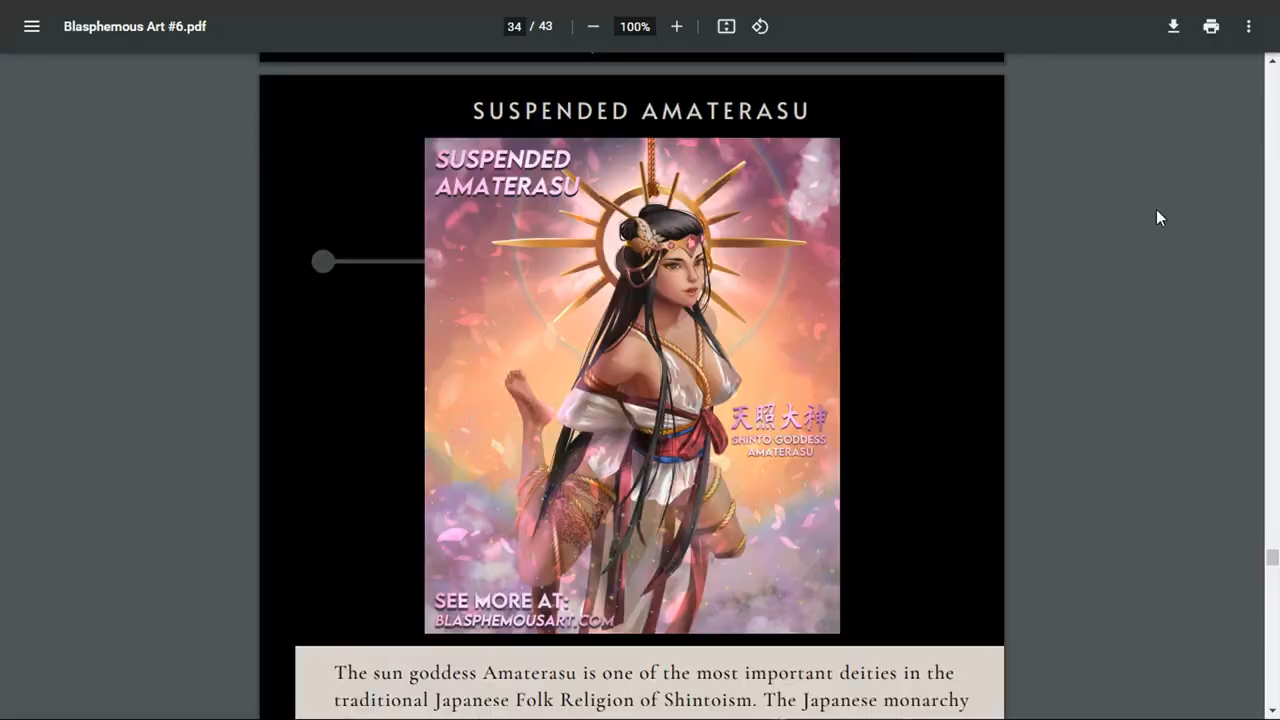 Blasphemous Art #6.pdf
34 / 43
100%
SUSPENDED AMATERASU
SUSPENDED
AMATERASU
天照大神
SHINTO GODDESS
AMATERASU
SEE MORE AT:
BLASPHEMOUSART.COM
The sun goddess Amaterasu is one of the most important deities in the
traditional Japanese Folk Religion of Shintoism. The Japanese monarchy